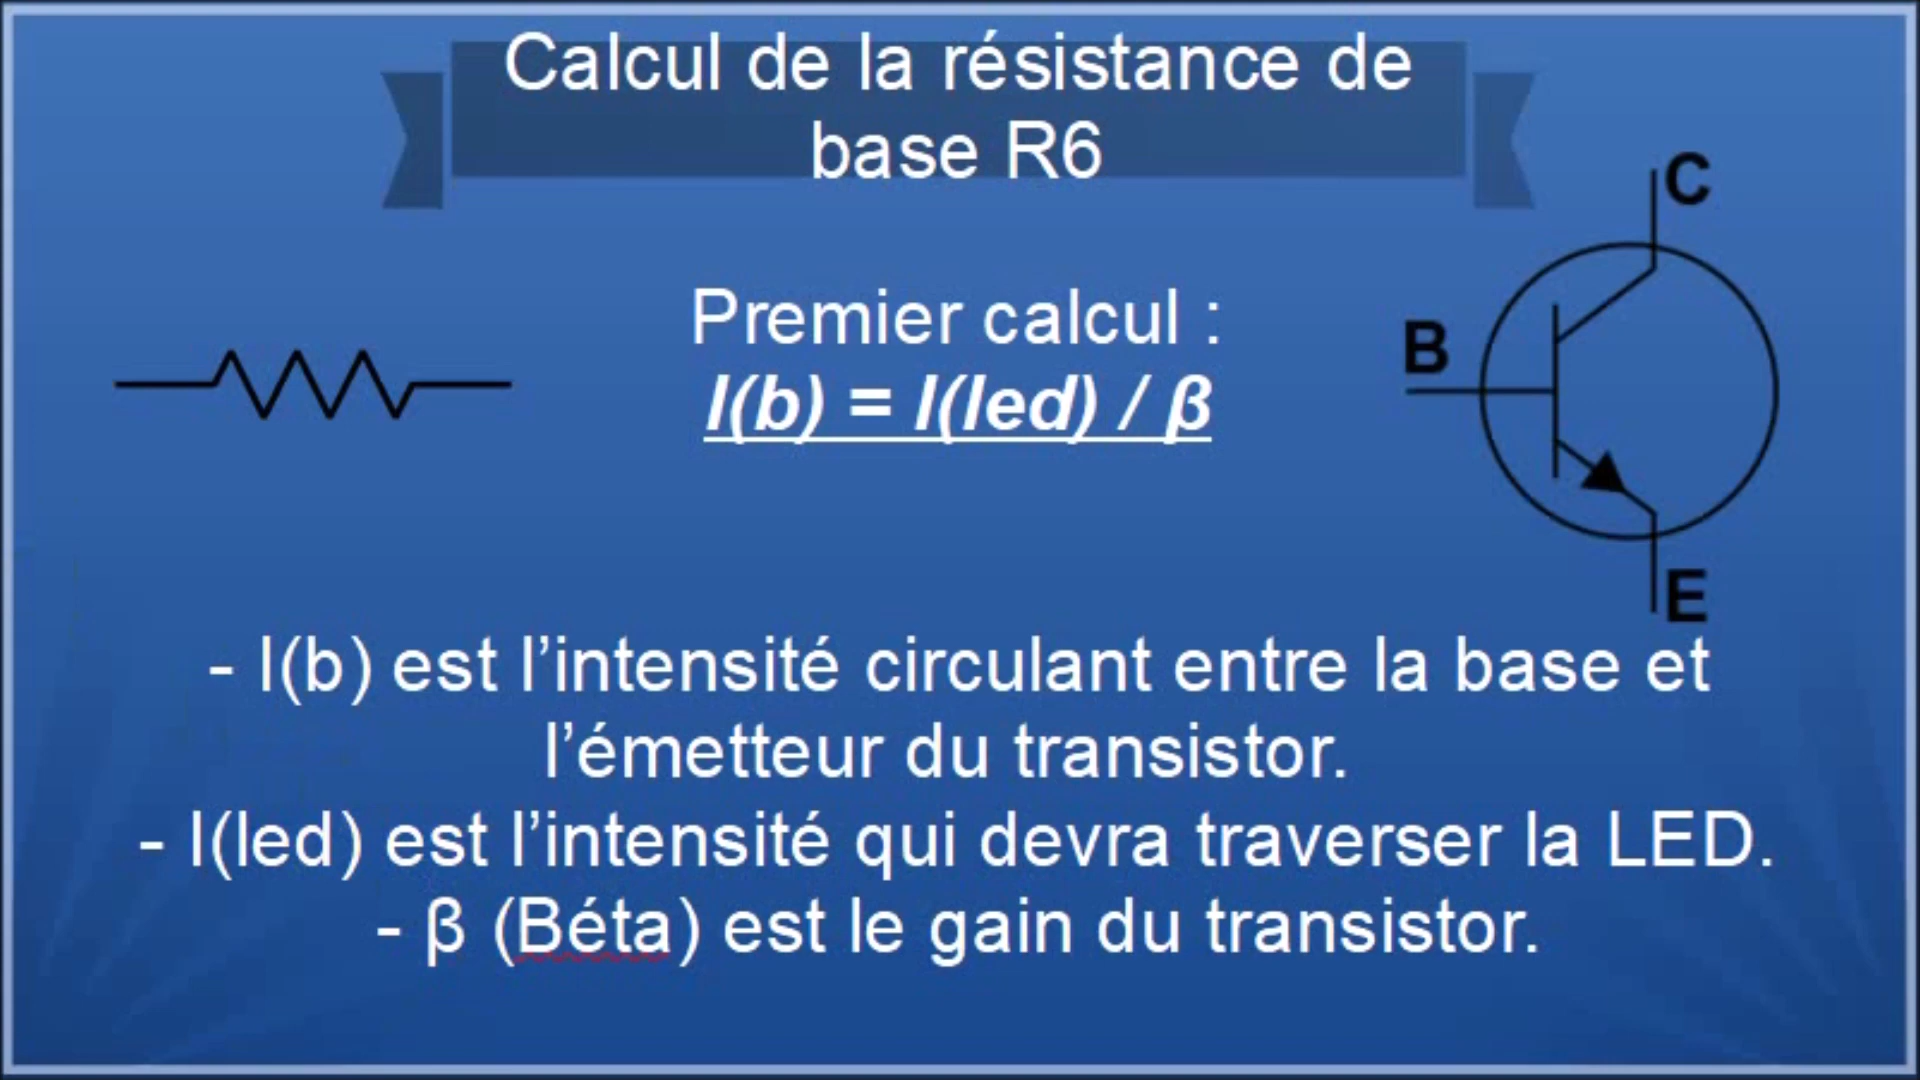 Calcul de la résistance de
base R6
C
Premier calcul :
B
I(b) = I(led) / β
E
- I(b) est l’intensité circulant entre la base et
l’émetteur du transistor.
- I(led) est l’intensité qui devra traverser la LED.
- β (Béta) est le gain du transistor.